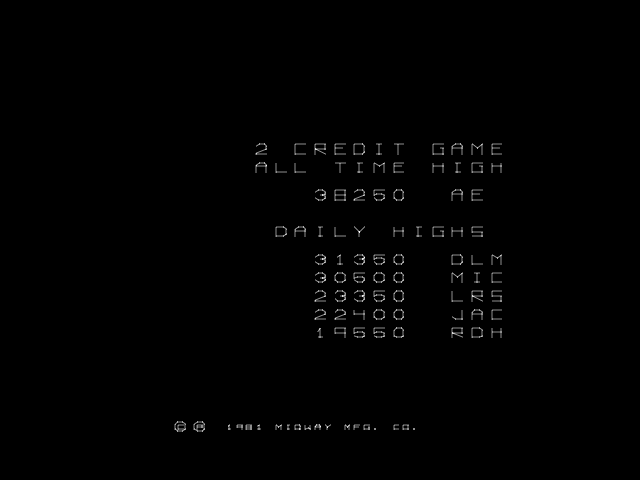 2 CREDIT GAME
ALL TIME HIGH
38250 AE
DAILY HIGHS
31350 DLM
30500 MIC
23350 LRS
22400 JAC
19550 RDH
© ® 1981 MIDWAY MFG. CO.